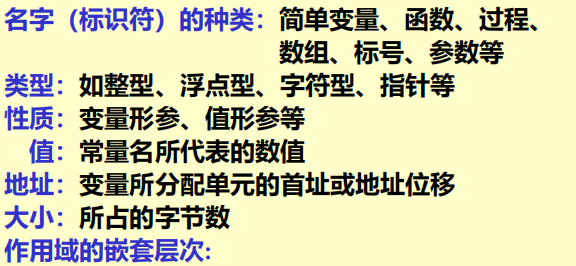 名字（标识符）的种类：简单变量、函数、过程、
数组、标号、参数等
类型：如整型、浮点型、字符型、指针等
性质：变量形参、值形参等
值：常量名所代表的数值
地址：变量所分配单元的首址或地址位移
大小：所占的字节数
作用域的嵌套层次: